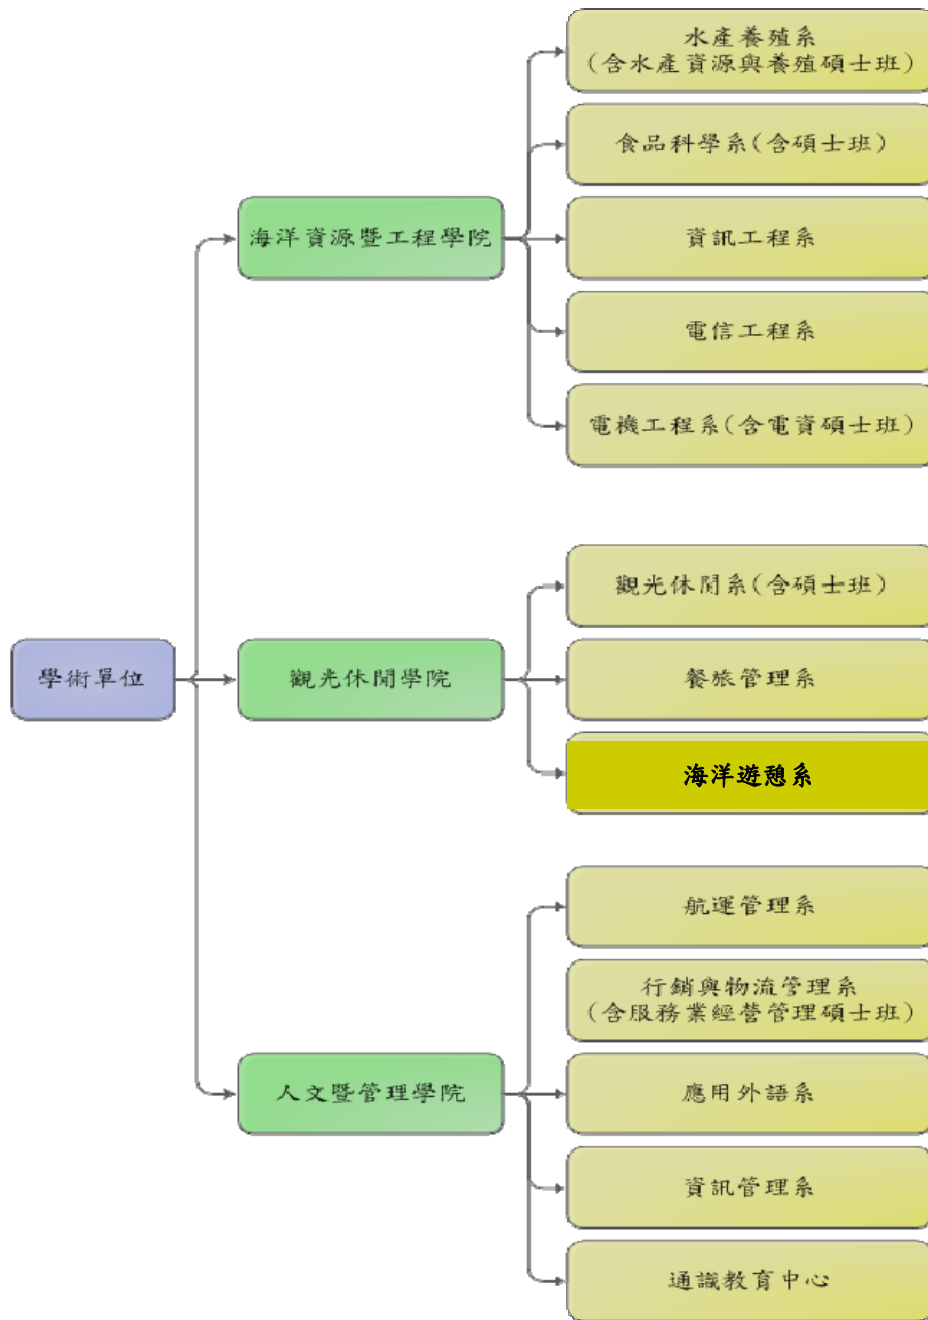 學術單位
海洋資源暨工程學院
水產養殖系
(含水產資源與養殖碩士班)
食品科學系(含碩士班)
資訊工程系
電信工程系
電機工程系(含電資碩士班)
觀光休閒學院
觀光休閒系(含碩士班)
餐旅管理系
海洋遊憩系
人文暨管理學院
航運管理系
行銷與物流管理系
(含服務業經營管理碩士班)
應用外語系
資訊管理系
通識教育中心